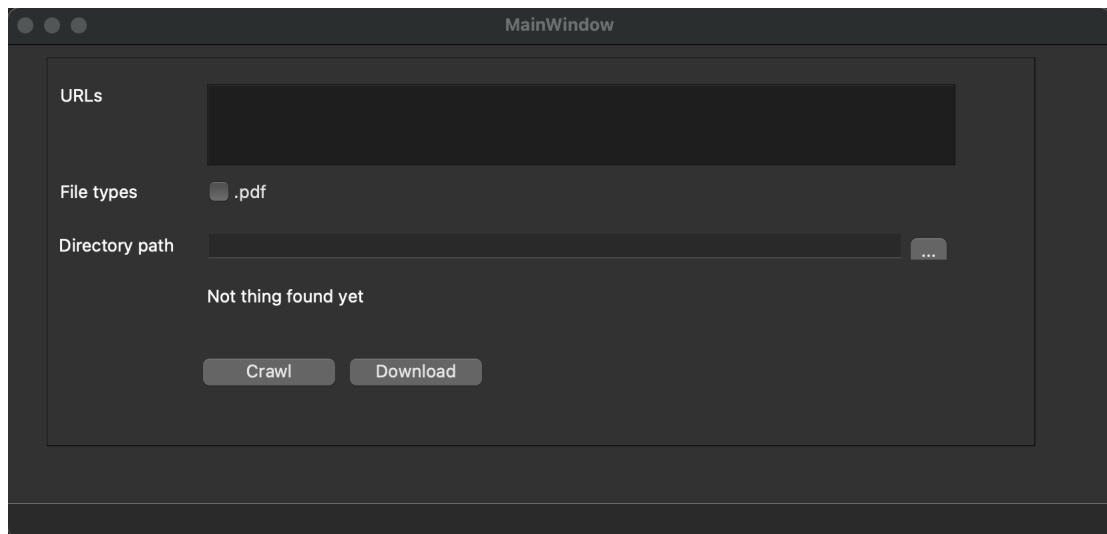 MainWindow
URLs
File types .pdf
Directory path ...
Not thing found yet
Crawl Download